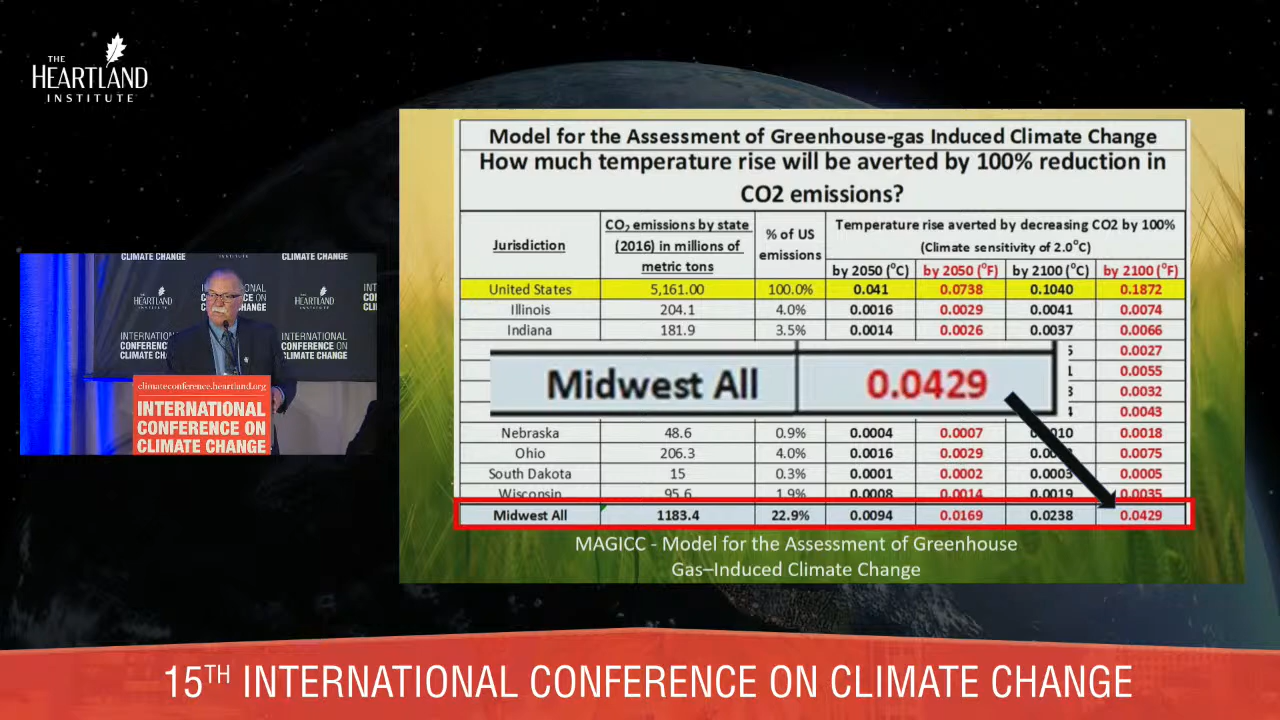 THE
HEARTLAND
INSTITUTE
Model for the Assessment of Greenhouse-gas Induced Climate Change
How much temperature rise will be averted by 100% reduction in
CO2 emissions?
Jurisdiction
CO₂ emissions by state
(2016) in millions of
metric tons
% of US
emissions
Temperature rise averted by decreasing CO2 by 100%
(Climate sensitivity of 2.0°C)
by 2050 (°C) by 2050 (°F) by 2100 (°C) by 2100 (°F)
United States 5,161.00 100.0% 0.041 0.0738 0.1040 0.1872
Illinois 204.1 4.0% 0.0016 0.0029 0.0041 0.0074
Indiana 181.9 3.5% 0.0014 0.0026 0.0037 0.0066
5 0.0027
1 0.0055
3 0.0032
4 0.0043
Midwest All 0.0429
Nebraska 48.6 0.9% 0.0004 0.0007 0.0010 0.0018
Ohio 206.3 4.0% 0.0016 0.0029 0.0075
South Dakota 15 0.3% 0.0001 0.0002 0.0003 0.0005
Wisconsin 95.6 1.9% 0.0008 0.0014 0.0019 0.0035
Midwest All 1183.4 22.9% 0.0094 0.0169 0.0238 0.0429
MAGICC - Model for the Assessment of Greenhouse
Gas–Induced Climate Change
CLIMATE CHANGE
CLIMATE CHANGE
HEARTLAND
HEARTLAND
INTERNATIONAL
CONFERENCE ON
CLIMATE CHANGE
climateconference.heartland.org
INTERNATIONAL
CONFERENCE ON
CLIMATE CHANGE
15TH INTERNATIONAL CONFERENCE ON CLIMATE CHANGE